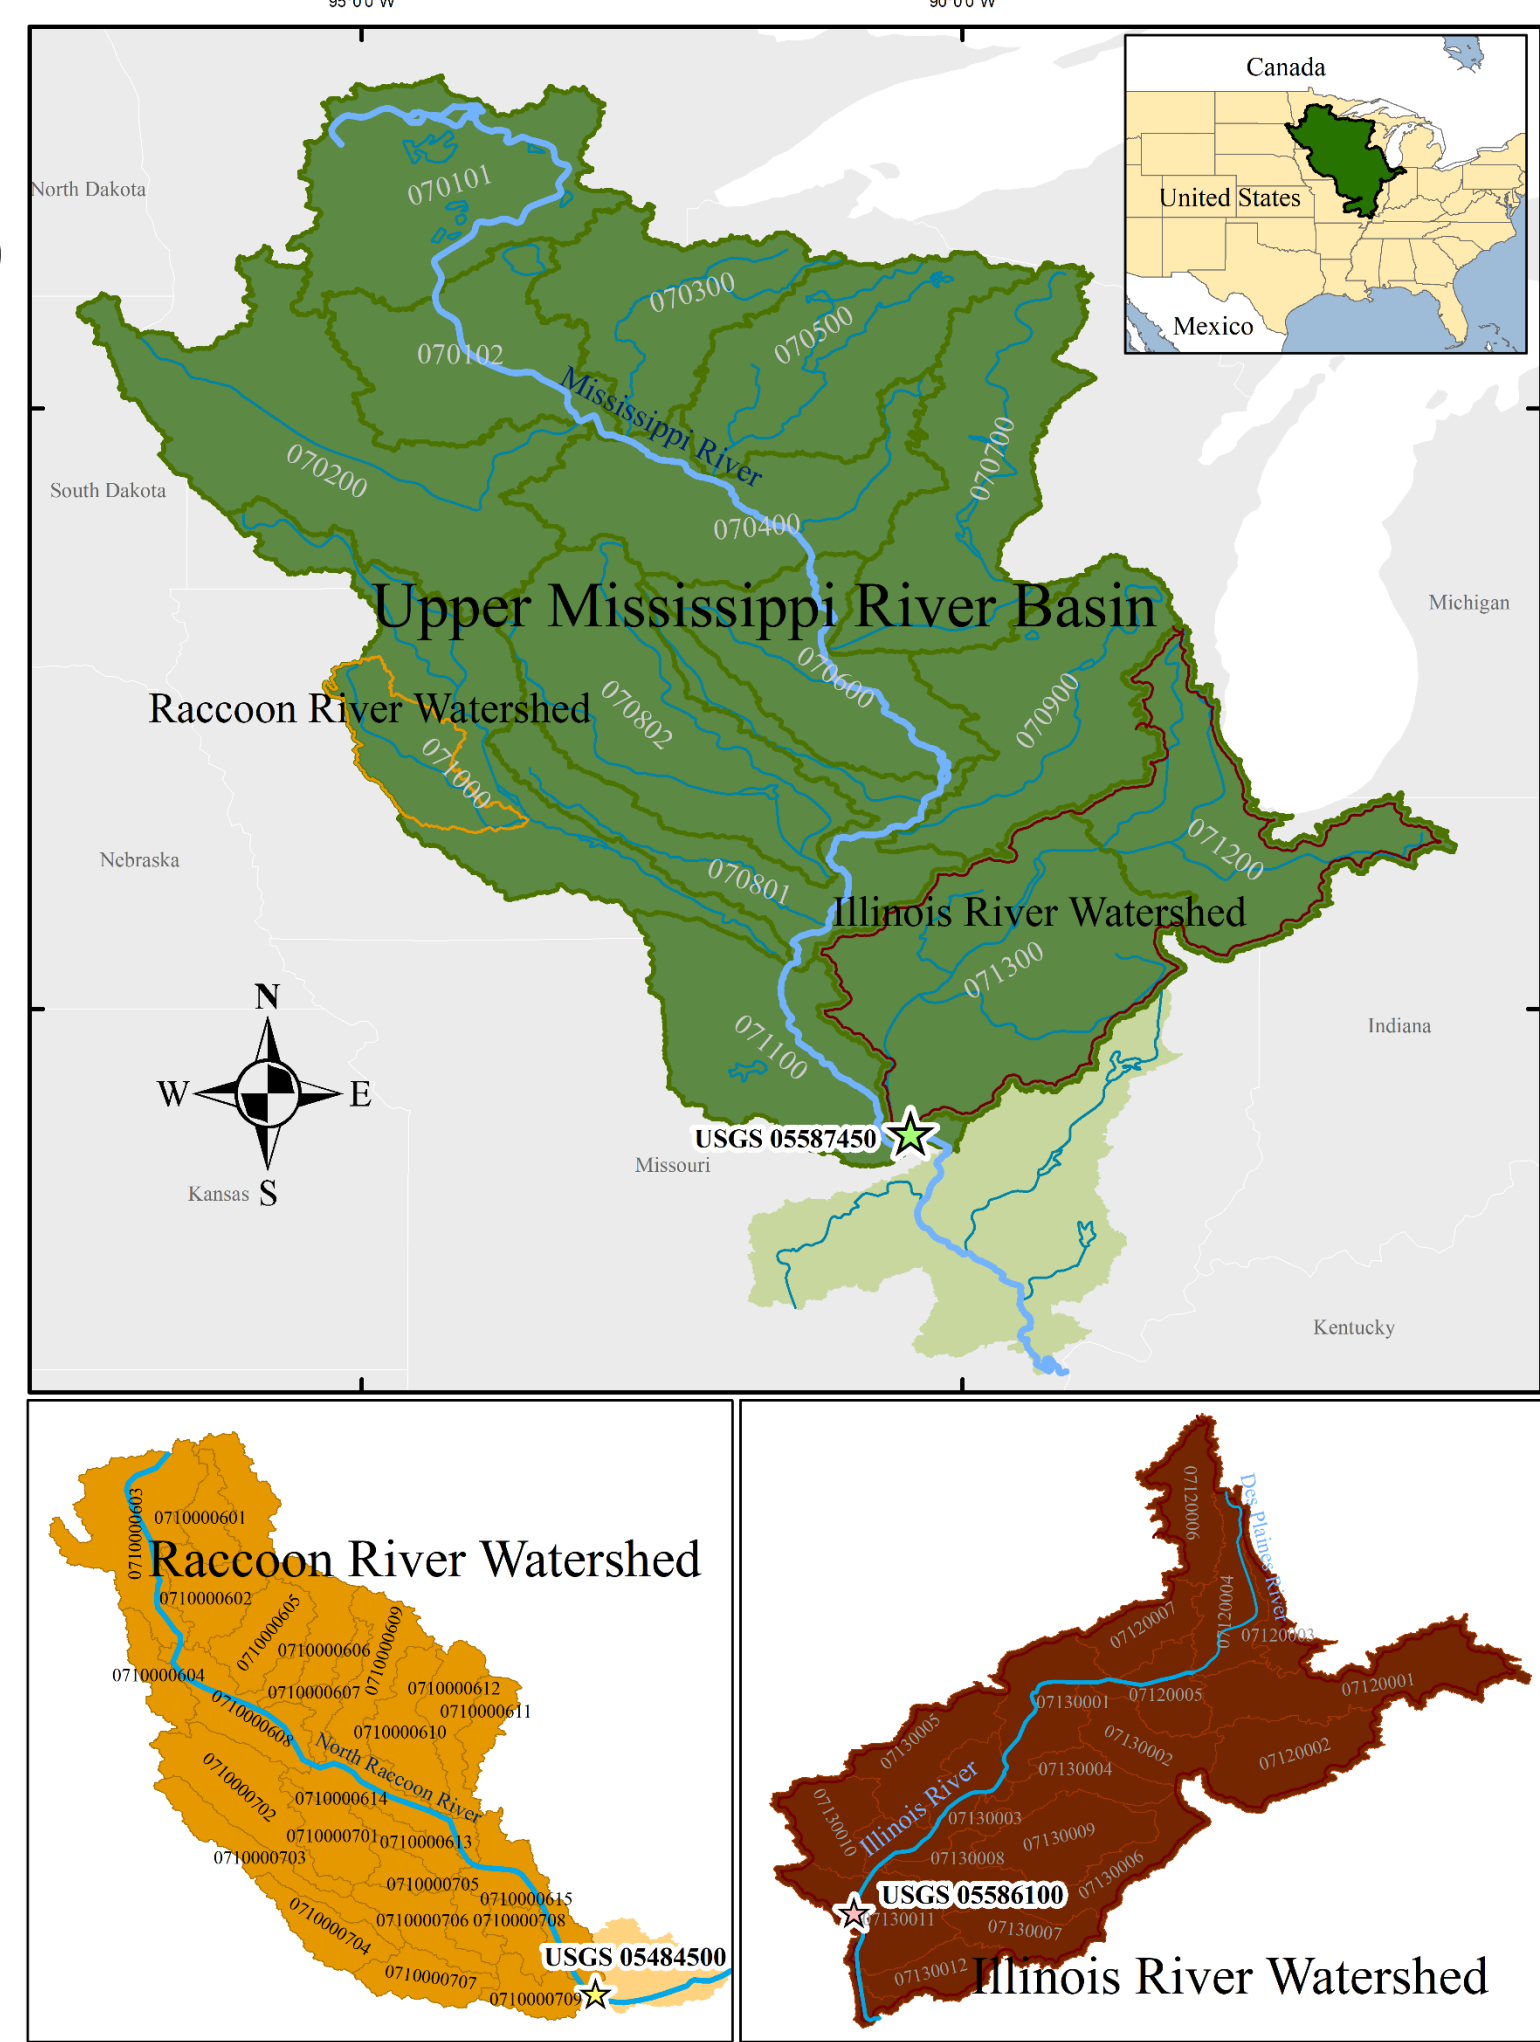 95°0'0"W
90°0'0"W
Canada
United States
Mexico
North Dakota
070101
070300
070500
070102
Mississippi River
070200
070700
South Dakota
070400
Upper Mississippi River Basin
Michigan
Raccoon River Watershed
070600
070802
070900
071000
071200
Nebraska
070801
Illinois River Watershed
071300
N
W
E
S
071100
Indiana
USGS 05587450
Missouri
Kansas
Kentucky
0710000603
0710000601
Raccoon River Watershed
0710000602
0710000605
0710000606
0710000609
0710000604
0710000607
0710000612
0710000611
0710000608
0710000610
North Raccoon River
0710000702
0710000614
0710000701
0710000613
0710000703
0710000705
0710000615
0710000706
0710000708
0710000704
USGS 05484500
0710000707
0710000709
07120006
Des Plaines River
07120004
07120007
07120003
07130001
07120005
07120001
07130005
07130002
07120002
07130004
Illinois River
07130010
07130003
07130009
07130008
07130006
USGS 05586100
07130011
07130007
07130012
Illinois River Watershed